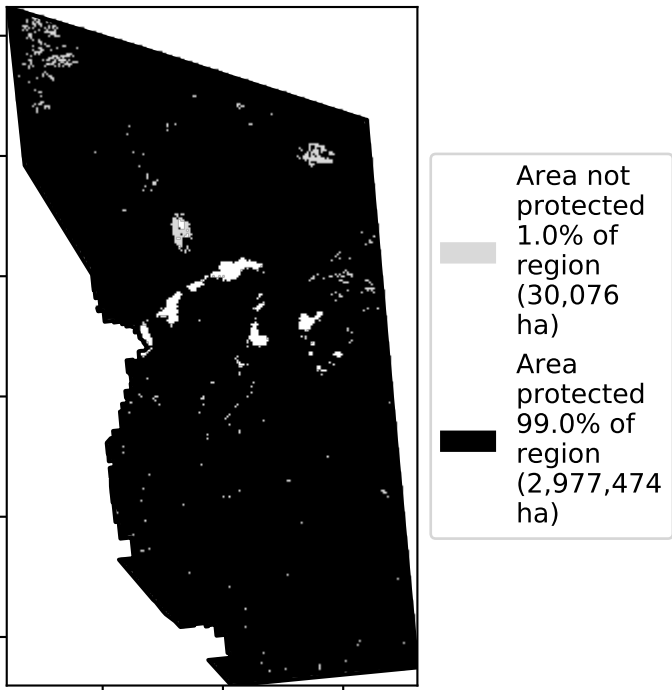 Area not
protected
1.0% of
region
(30,076
ha)
Area
protected
99.0% of
region
(2,977,474
ha)